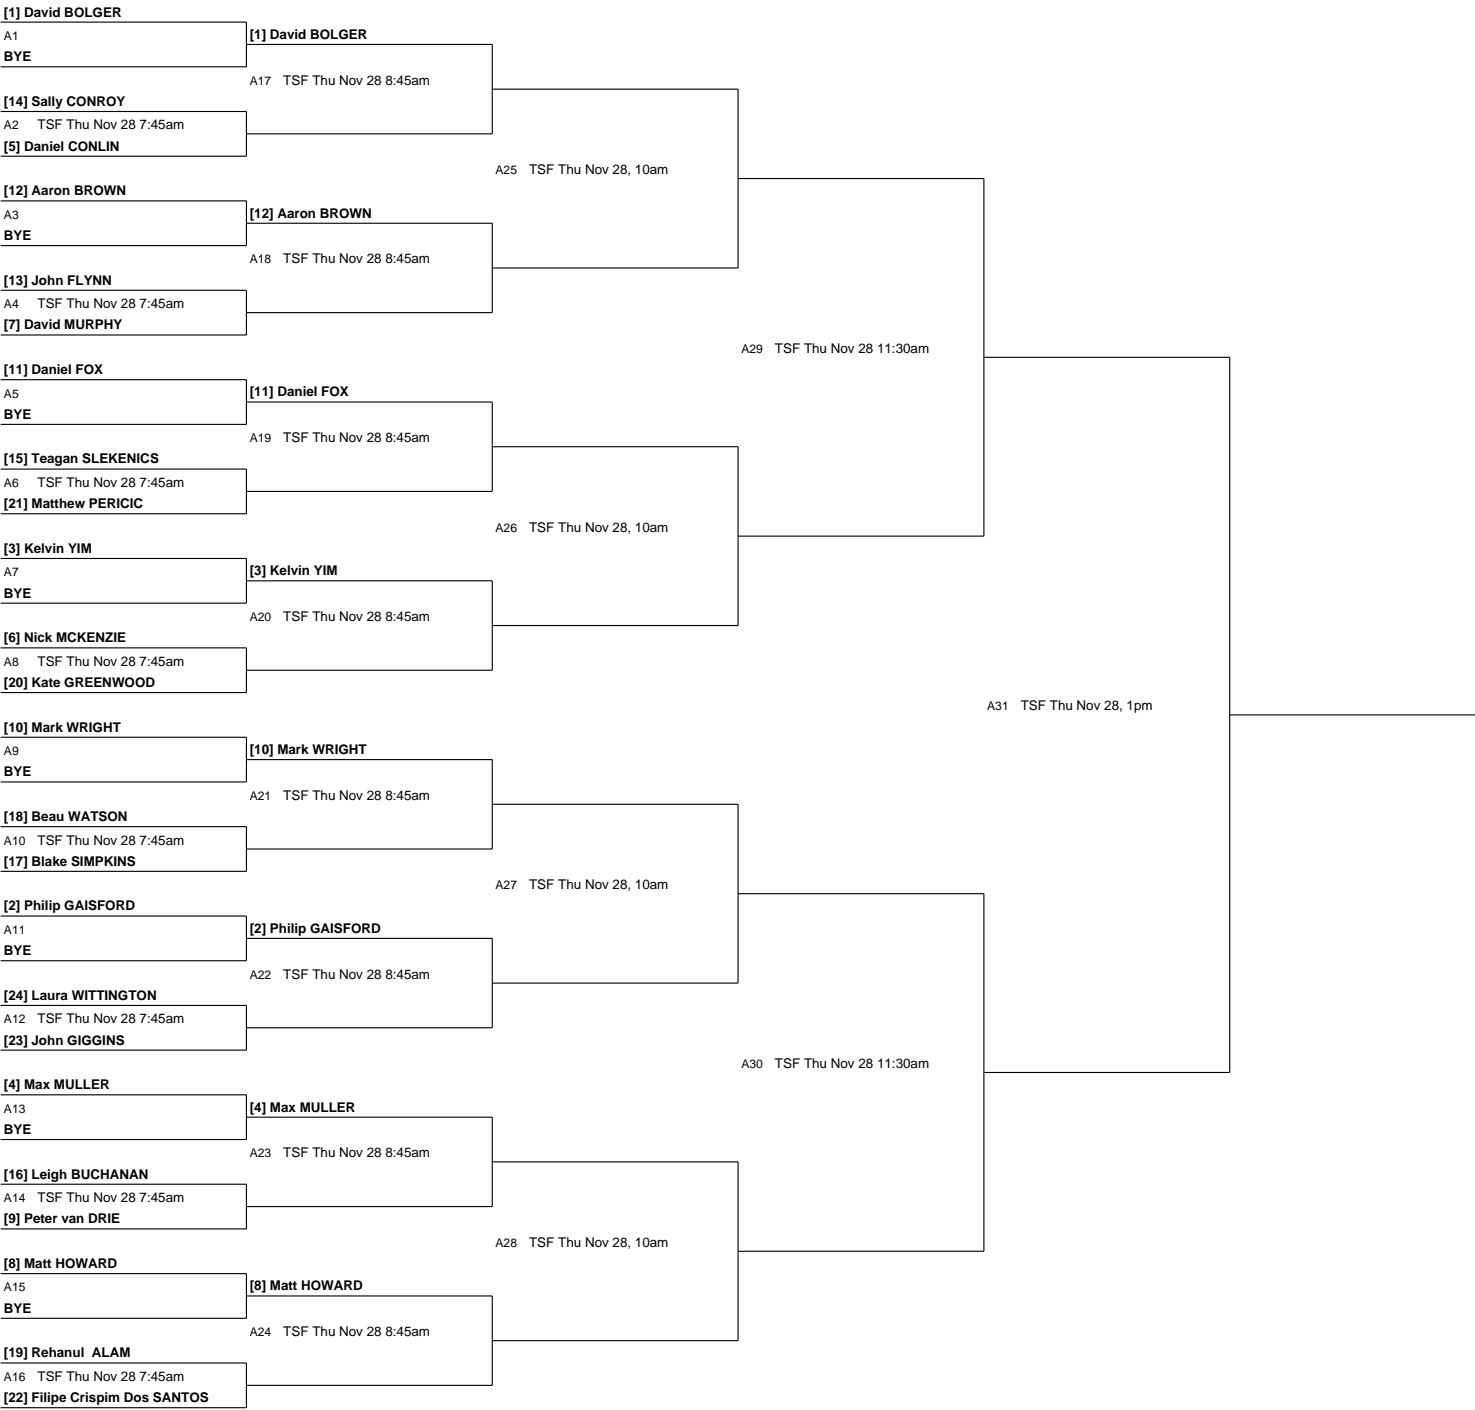 [1] David BOLGER
A1
BYE
[1] David BOLGER
A17 TSF Thu Nov 28 8:45am
[14] Sally CONROY
A2 TSF Thu Nov 28 7:45am
[5] Daniel CONLIN
A25 TSF Thu Nov 28, 10am
[12] Aaron BROWN
A3
BYE
[12] Aaron BROWN
A18 TSF Thu Nov 28 8:45am
[13] John FLYNN
A4 TSF Thu Nov 28 7:45am
[7] David MURPHY
A29 TSF Thu Nov 28 11:30am
[11] Daniel FOX
A5
BYE
[11] Daniel FOX
A19 TSF Thu Nov 28 8:45am
[15] Teagan SLEKENICS
A6 TSF Thu Nov 28 7:45am
[21] Matthew PERICIC
A26 TSF Thu Nov 28, 10am
[3] Kelvin YIM
A7
BYE
[3] Kelvin YIM
A20 TSF Thu Nov 28 8:45am
[6] Nick MCKENZIE
A8 TSF Thu Nov 28 7:45am
[20] Kate GREENWOOD
A31 TSF Thu Nov 28, 1pm
[10] Mark WRIGHT
A9
BYE
[10] Mark WRIGHT
A21 TSF Thu Nov 28 8:45am
[18] Beau WATSON
A10 TSF Thu Nov 28 7:45am
[17] Blake SIMPKINS
A27 TSF Thu Nov 28, 10am
[2] Philip GAISFORD
A11
BYE
[2] Philip GAISFORD
A22 TSF Thu Nov 28 8:45am
[24] Laura WITTINGTON
A12 TSF Thu Nov 28 7:45am
[23] John GIGGINS
A30 TSF Thu Nov 28 11:30am
[4] Max MULLER
A13
BYE
[4] Max MULLER
A23 TSF Thu Nov 28 8:45am
[16] Leigh BUCHANAN
A14 TSF Thu Nov 28 7:45am
[9] Peter van DRIE
A28 TSF Thu Nov 28, 10am
[8] Matt HOWARD
A15
BYE
[8] Matt HOWARD
A24 TSF Thu Nov 28 8:45am
[19] Rehanul ALAM
A16 TSF Thu Nov 28 7:45am
[22] Filipe Crispim Dos SANTOS